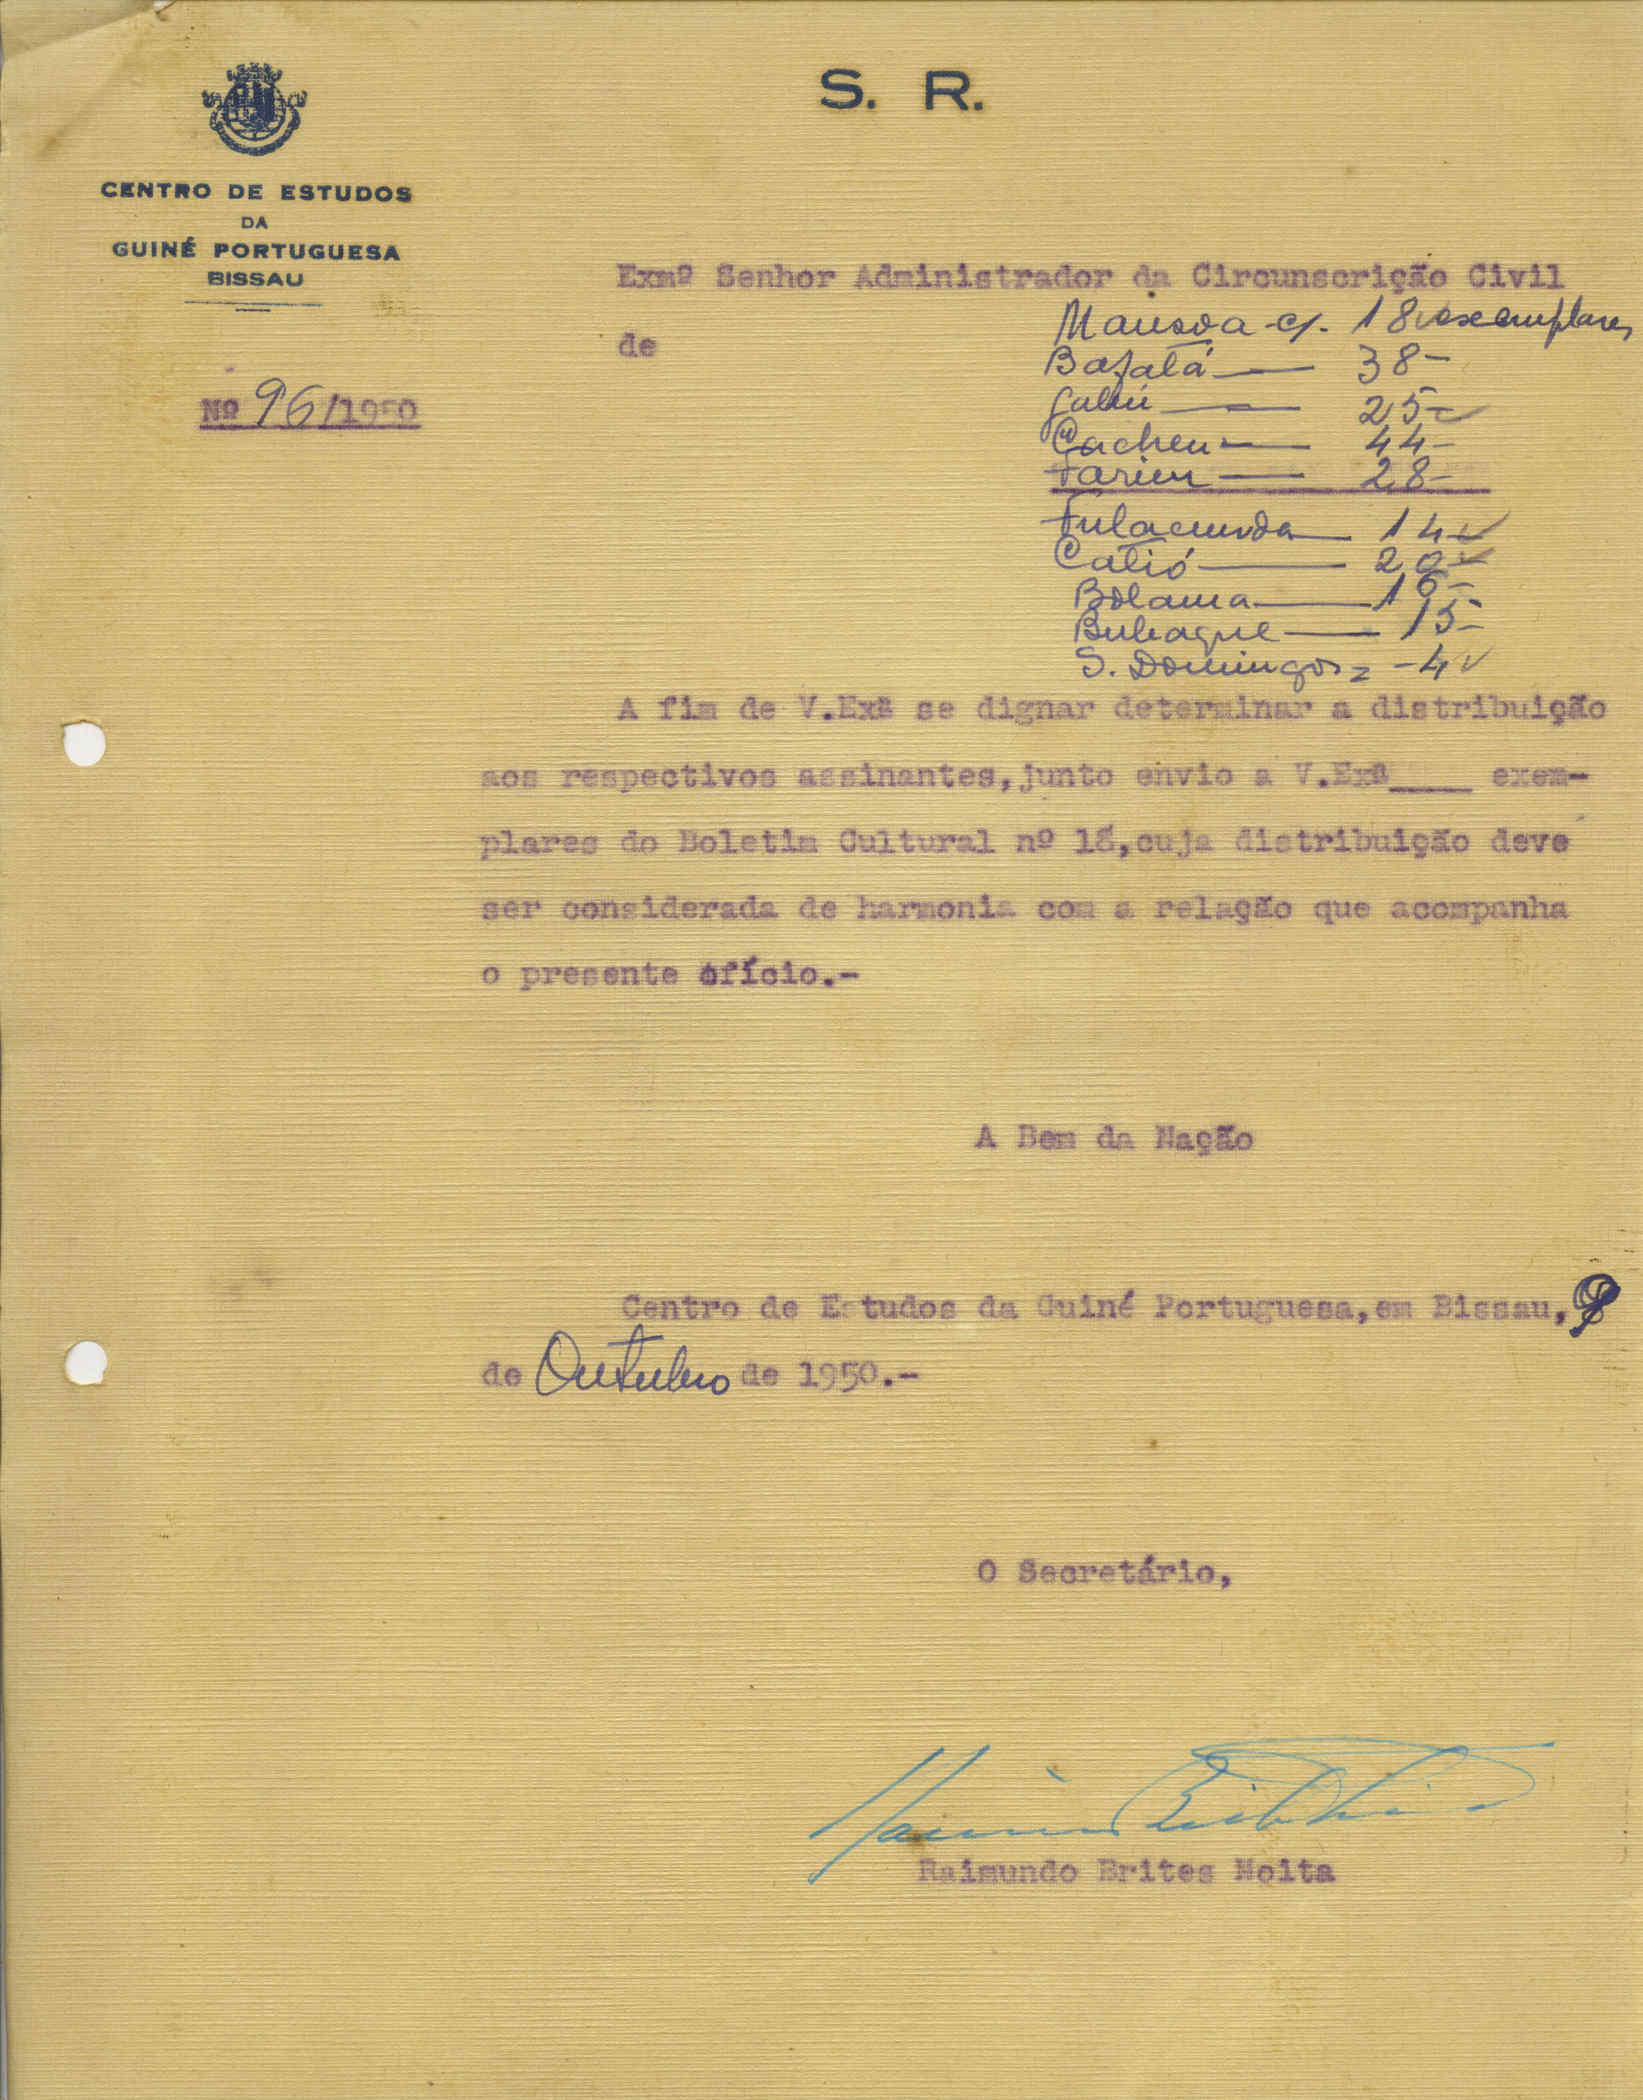 S. R.
CENTRO DE ESTUDOS
DA
GUINÉ PORTUGUESA
BISSAU
Exmº Senhor Administrador da Circunscrição Civil
de
Nº 96/1950
Mansoa - c/. 18 exemplares
Bafatá — 38-
Gabú — 25-
Cacheu — 44-
Farim — 28-
Fulacunda — 14
Catió — 20
Bolama — 16-
Bubaque — 15-
S. Domingos - 4
A fim de V.Exª se dignar determinar a distribuição
aos respectivos assinantes,junto envio a V.Exª____ exem-
plares do Boletim Cultural nº 18,cuja distribuição deve
ser considerada de harmonia com a relação que acompanha
o presente ofício.-
A Bem da Nação
Centro de Estudos da Guiné Portuguesa,em Bissau,
de Outubro de 1950.-
O Secretário,
Raimundo Brites Moita